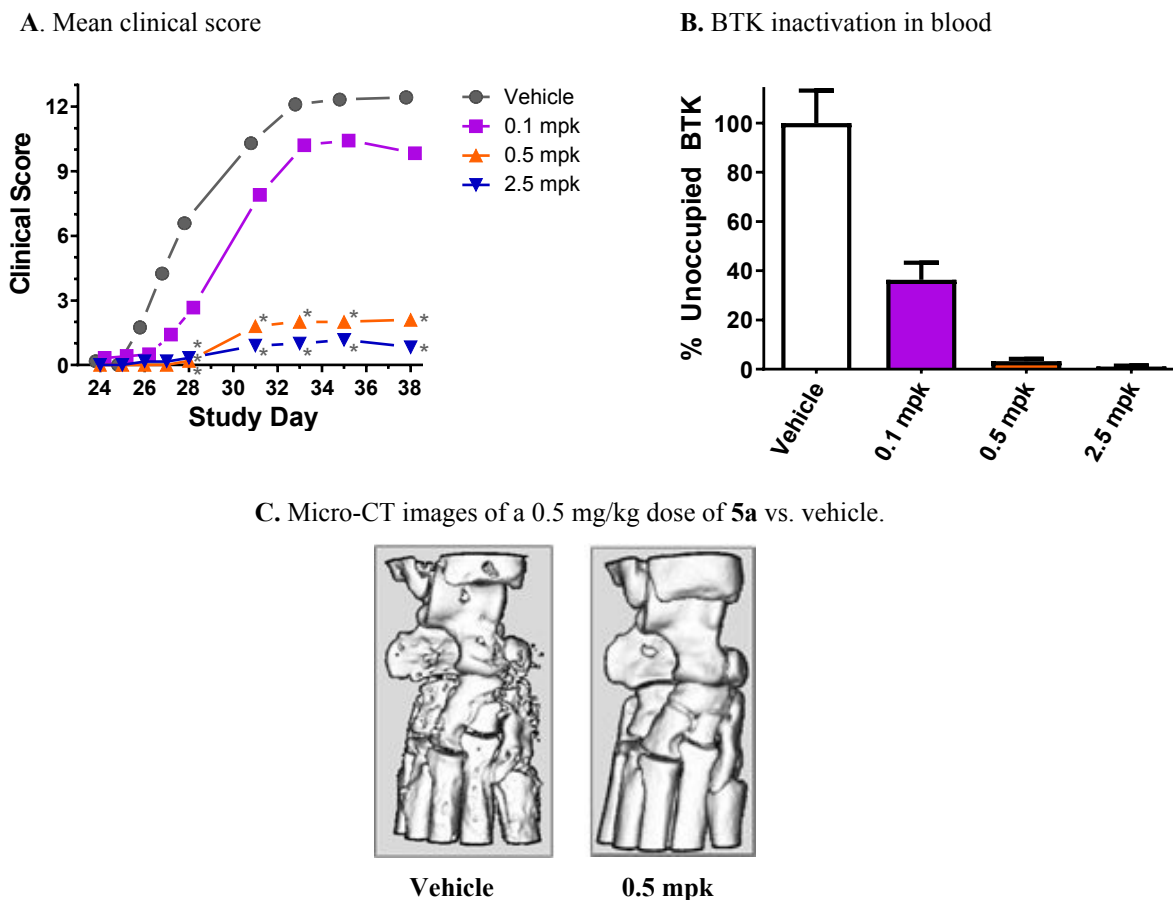 A. Mean clinical score
Clinical Score
12
9
6
3
0
24 26 28 30 32 34 36 38
Study Day
Vehicle
0.1 mpk
0.5 mpk
2.5 mpk
* * * *
* * * *
*
*
*
B. BTK inactivation in blood
% Unoccupied BTK
100
80
60
40
20
0
Vehicle
0.1 mpk
0.5 mpk
2.5 mpk
C. Micro-CT images of a 0.5 mg/kg dose of 5a vs. vehicle.
Vehicle
0.5 mpk